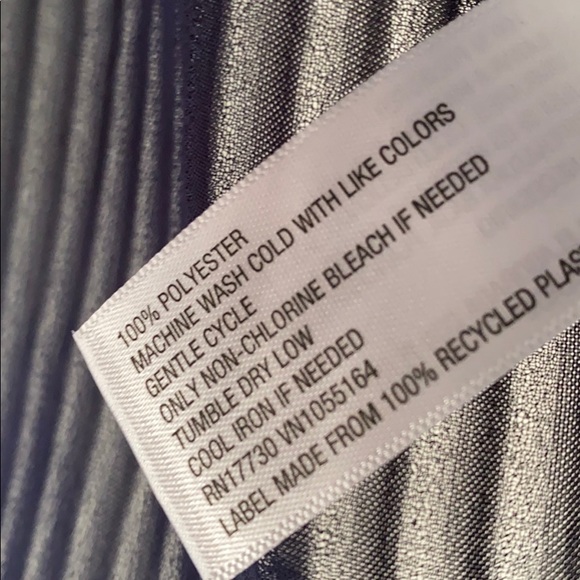 100% POLYESTER
MACHINE WASH COLD WITH LIKE COLORS
GENTLE CYCLE
ONLY NON-CHLORINE BLEACH IF NEEDED
TUMBLE DRY LOW
COOL IRON IF NEEDED
RN17730 VN1055164
LABEL MADE FROM 100% RECYCLED PLAS